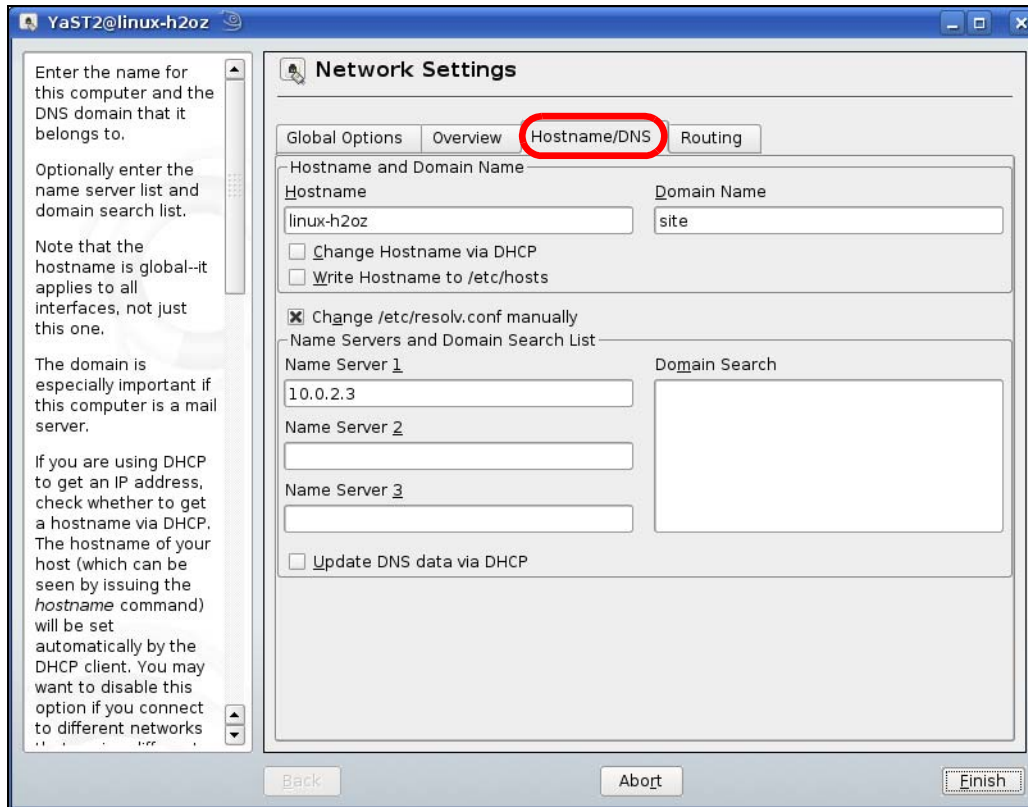 YaST2@linux-h2oz
Enter the name for
this computer and the
DNS domain that it
belongs to.
Optionally enter the
name server list and
domain search list.
Note that the
hostname is global--it
applies to all
interfaces, not just
this one.
The domain is
especially important if
this computer is a mail
server.
If you are using DHCP
to get an IP address,
check whether to get
a hostname via DHCP.
The hostname of your
host (which can be
seen by issuing the
hostname command)
will be set
automatically by the
DHCP client. You may
want to disable this
option if you connect
to different networks
Network Settings
Global Options Overview Hostname/DNS Routing
Hostname and Domain Name
Hostname Domain Name
linux-h2oz site
Change Hostname via DHCP
Write Hostname to /etc/hosts
Change /etc/resolv.conf manually
Name Servers and Domain Search List
Name Server 1 Domain Search
10.0.2.3
Name Server 2
Name Server 3
Update DNS data via DHCP
Back Abort Finish